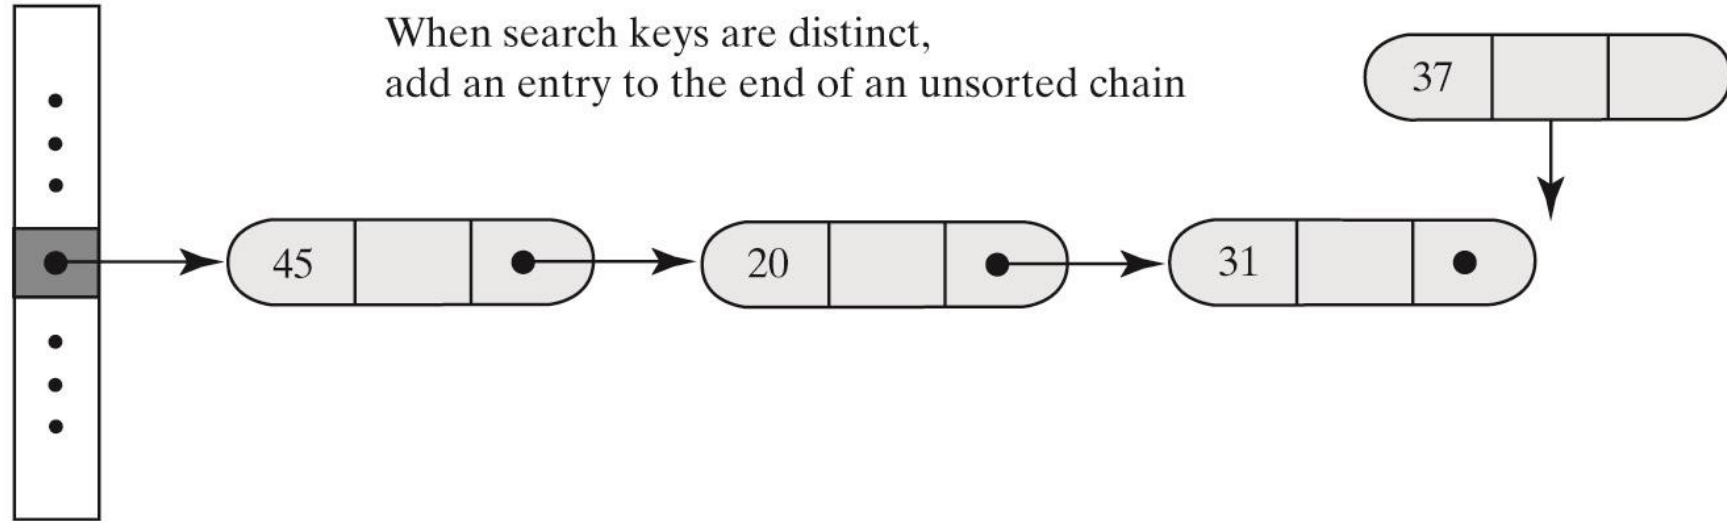 When search keys are distinct,
add an entry to the end of an unsorted chain
37
45
20
31